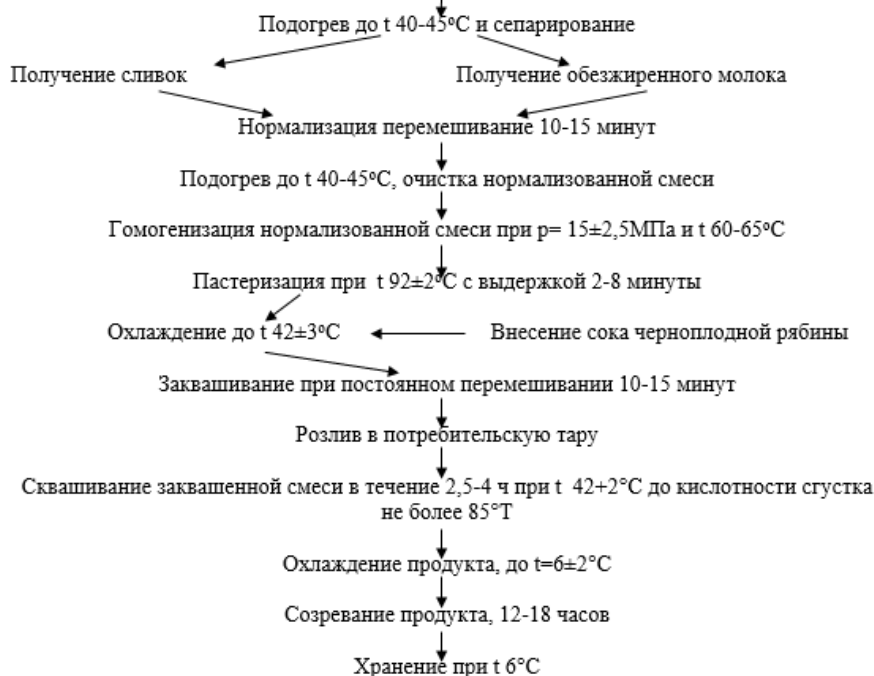 Подогрев до t 40-45ºС и сепарирование
Получение сливок
Получение обезжиренного молока
Нормализация перемешивание 10-15 минут
Подогрев до t 40-45ºС, очистка нормализованной смеси
Гомогенизация нормализованной смеси при р= 15±2,5МПа и t 60-65ºС
Пастеризация при t 92±2ºС с выдержкой 2-8 минуты
Охлаждение до t 42±3ºС
Внесение сока черноплодной рябины
Заквашивание при постоянном перемешивании 10-15 минут
Розлив в потребительскую тару
Сквашивание заквашенной смеси в течение 2,5-4 ч при t 42+2°С до кислотности сгустка
не более 85°Т
Охлаждение продукта, до t=6±2°С
Созревание продукта, 12-18 часов
Хранение при t 6°С